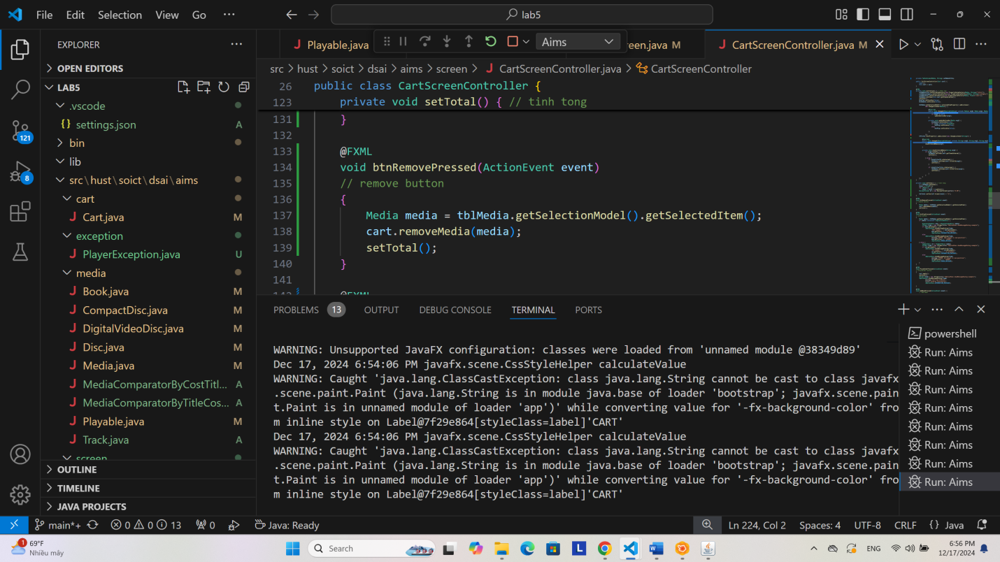 File Edit Selection View Go ··· lab5
EXPLORER ···
OPEN EDITORS
LAB5
.vscode
{} settings.json A
bin
lib
src\hust\soict\dsai\aims
cart
J Cart.java M
exception
J PlayerException.java U
media
J Book.java M
J CompactDisc.java M
J DigitalVideoDisc.java M
J Disc.java M
J Media.java M
J MediaComparatorByCostTitl... A
J MediaComparatorByTitleCos... A
J Playable.java M
J Track.java A
screen
OUTLINE
TIMELINE
JAVA PROJECTS
121
8
J Playable.java Aims reen.java M J CartScreenController.java M
src > hust > soict > dsai > aims > screen > J CartScreenController.java > CartScreenController
26 public class CartScreenController {
123 private void setTotal() { // tinh tong
131 }
132
133 @FXML
134 void btnRemovePressed(ActionEvent event)
135 // remove button
136 {
137 Media media = tblMedia.getSelectionModel().getSelectedItem();
138 cart.removeMedia(media);
139 setTotal();
140 }
141
PROBLEMS 13 OUTPUT DEBUG CONSOLE TERMINAL PORTS
WARNING: Unsupported JavaFX configuration: classes were loaded from 'unnamed module @38349d89'
Dec 17, 2024 6:54:06 PM javafx.scene.CssStyleHelper calculateValue
WARNING: Caught 'java.lang.ClassCastException: class java.lang.String cannot be cast to class javafx
.scene.paint.Paint (java.lang.String is in module java.base of loader 'bootstrap'; javafx.scene.pain
t.Paint is in unnamed module of loader 'app')' while converting value for '-fx-background-color' fro
m inline style on Label@7f29e864[styleClass=label]'CART'
Dec 17, 2024 6:54:06 PM javafx.scene.CssStyleHelper calculateValue
WARNING: Caught 'java.lang.ClassCastException: class java.lang.String cannot be cast to class javafx
.scene.paint.Paint (java.lang.String is in module java.base of loader 'bootstrap'; javafx.scene.pain
t.Paint is in unnamed module of loader 'app')' while converting value for '-fx-background-color' fro
m inline style on Label@7f29e864[styleClass=label]'CART'
powershell
Run: Aims
Run: Aims
Run: Aims
Run: Aims
Run: Aims
Run: Aims
Run: Aims
Run: Aims
main*+ 0 0 13 0 Java: Ready Ln 224, Col 2 Spaces: 4 UTF-8 CRLF {} Java
1 69°F
Nhiều mây
Search
ENG
6:56 PM
12/17/2024